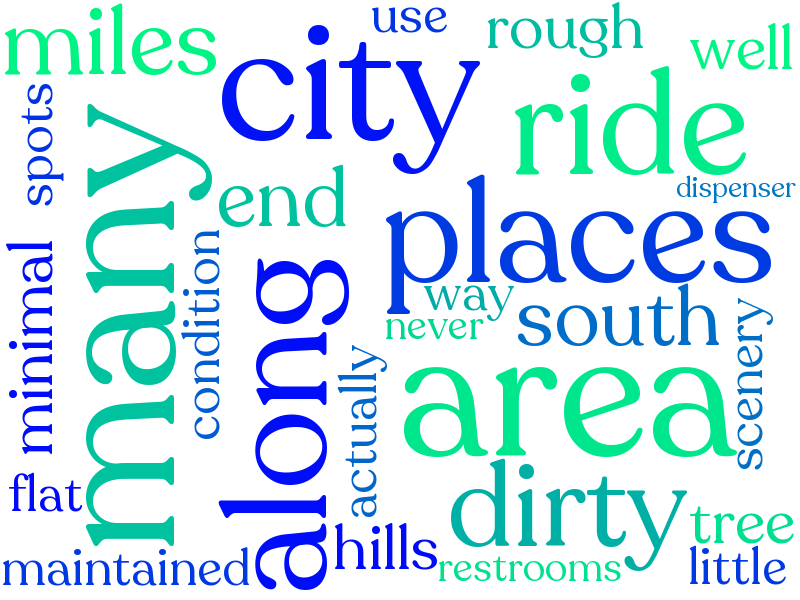 miles
city
use
rough
well
spots
many
ride
end
dispenser
places
condition
minimal
along
way
never
south
scenery
actually
area
flat
dirty
tree
maintained
hills
restrooms
little